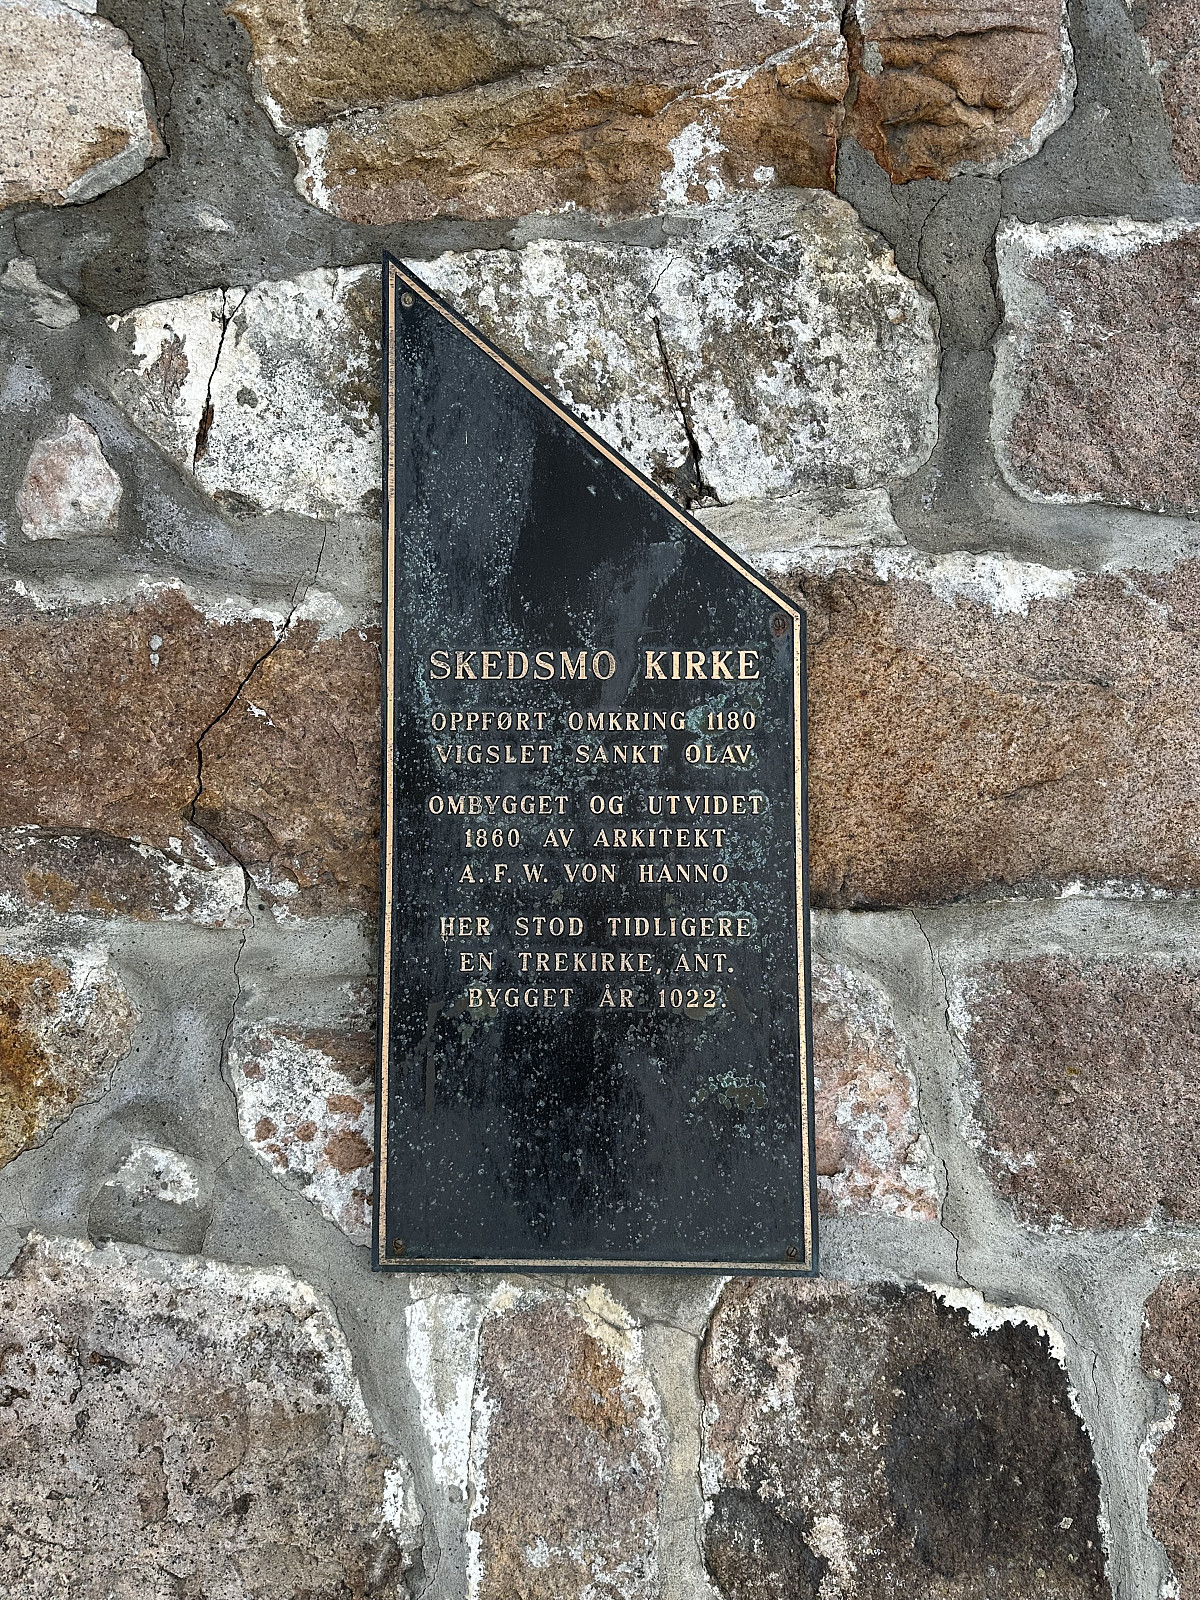 SKEDSMO KIRKE
OPPFØRT OMKRING 1180
VIGSLET SANKT OLAV
OMBYGGET OG UTVIDET
1860 AV ARKITEKT
A.F.W. VON HANNO
HER STOD TIDLIGERE
EN TREKIRKE, ANT.
BYGGET ÅR 1022.